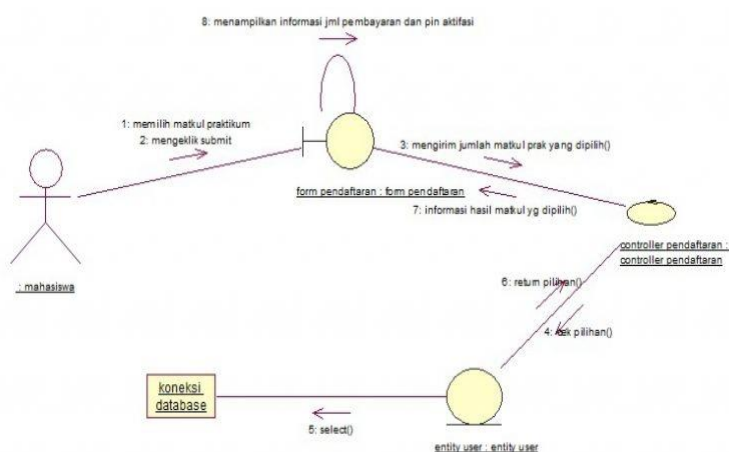 8: menampilkan informasi jml pembayaran dan pin aktifasi
1: memilih matkul praktikum
2: mengeklik submit
3: mengirim jumlah matkul prak yang dipilih()
form pendaftaran : form pendaftaran
7: informasi hasil matkul yg dipilih()
: mahasiswa
controller pendaftaran :
controller pendaftaran
6: return pilihan()
4: cek pilihan()
koneksi
database
5: select()
entity user : entity user